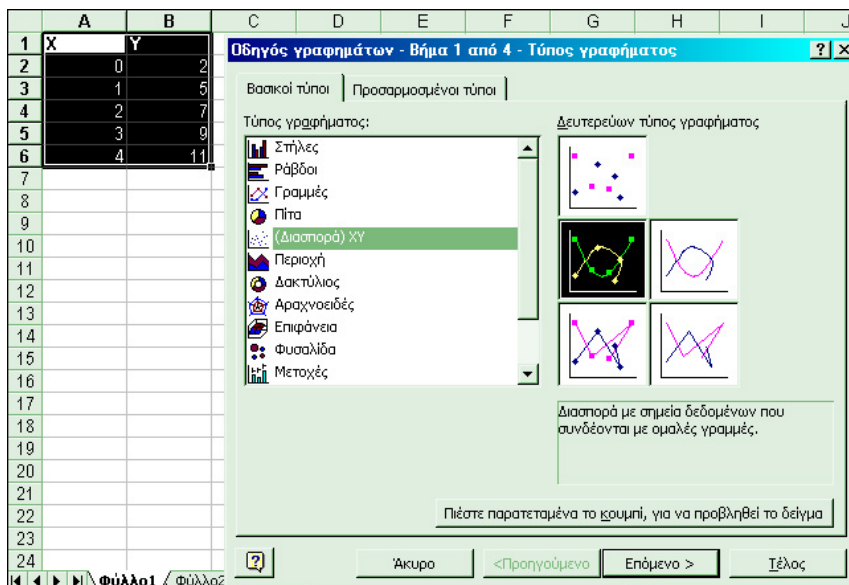 A B C D E F G H I J
1 X Y
2 0 2
3 1 5
4 2 7
5 3 9
6 4 11
7
8
9
10
11
12
13
14
15
16
17
18
19
20
21
22
23
24
Φύλλο1 Φύλλο2
Οδηγός γραφημάτων - Βήμα 1 από 4 - Τύπος γραφήματος
Βασικοί τύποι Προσαρμοσμένοι τύποι
Τύπος γραφήματος:
Στήλες
Ράβδοι
Γραμμές
Πίτα
(Διασπορά) XY
Περιοχή
Δακτύλιος
Αραχνοειδές
Επιφάνεια
Φυσαλίδα
Μετοχές
Δευτερεύων τύπος γραφήματος
Διασπορά με σημεία δεδομένων που
συνδέονται με ομαλές γραμμές.
Πιέστε παρατεταμένα το κουμπί, για να προβληθεί το δείγμα
Άκυρο <Προηγούμενο Επόμενο > Τέλος